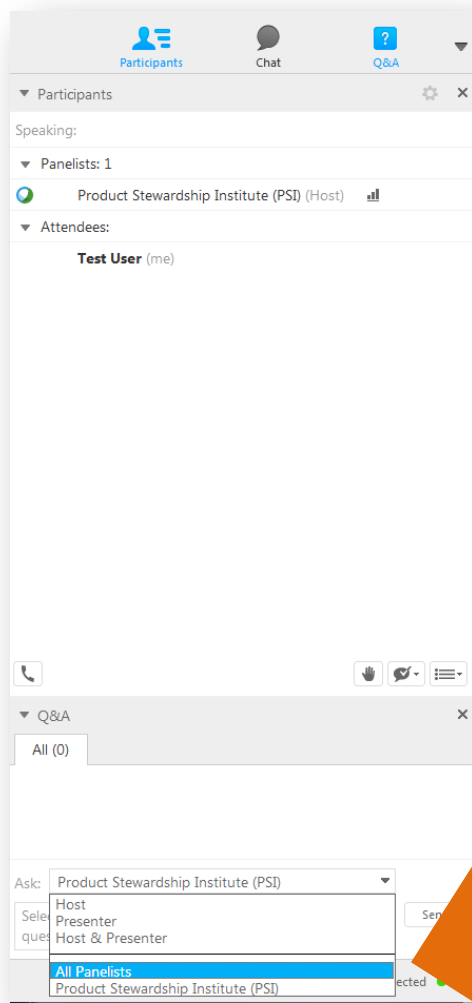 Participants Chat Q&A
Participants
Speaking:
Panelists: 1
Product Stewardship Institute (PSI) (Host)
Attendees:
Test User (me)
Q&A
All (0)
Ask: Product Stewardship Institute (PSI)
Host
Presenter
Host & Presenter
All Panelists
Product Stewardship Institute (PSI)